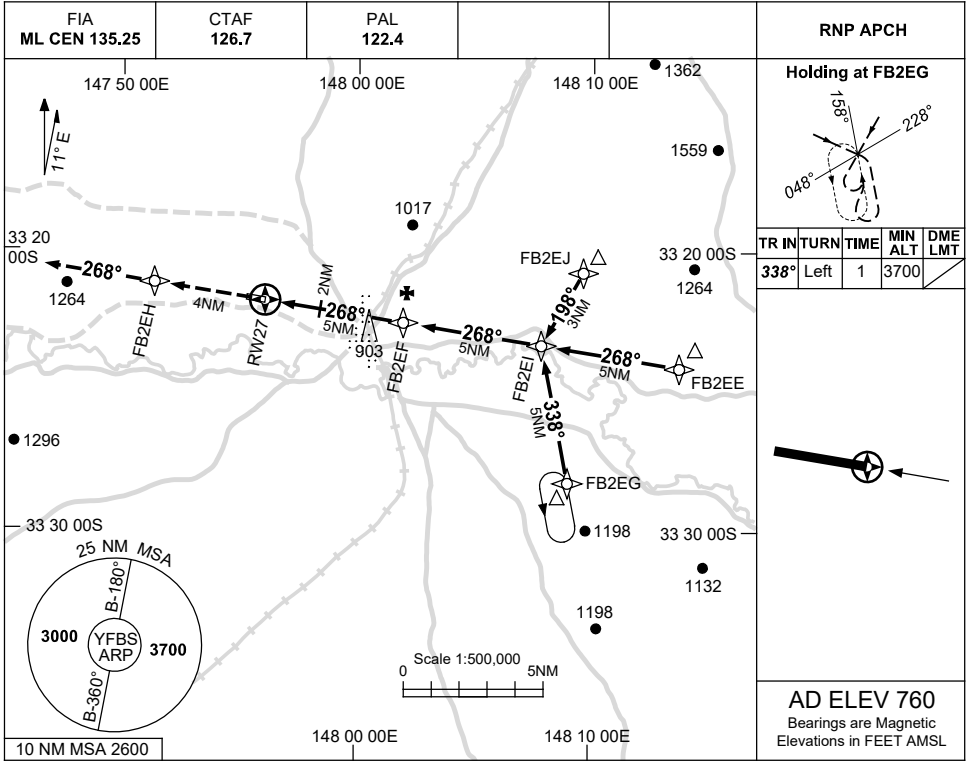 FIA
ML CEN 135.25
CTAF
126.7
PAL
122.4
RNP APCH
147 50 00E
148 00 00E
148 10 00E
1362
11° E
1559
1017
33 20
00S
268°
1264
4NM
FB2EH
RW27
2NM
268°
5NM
903
FB2EF
268°
5NM
FB2EI
FB2EJ
198°
3NM
33 20 00S
1264
268°
5NM
FB2EE
338°
5NM
FB2EG
1296
33 30 00S
1198
33 30 00S
1132
1198
25 NM MSA
B-180°
3000
YFBS
ARP
3700
B-360°
10 NM MSA 2600
Scale 1:500,000
0 5NM
148 00 00E
148 10 00E
Holding at FB2EG
158°
228°
048°
TR IN TURN TIME MIN ALT DME LMT
338° Left 1 3700
AD ELEV 760
Bearings are Magnetic
Elevations in FEET AMSL